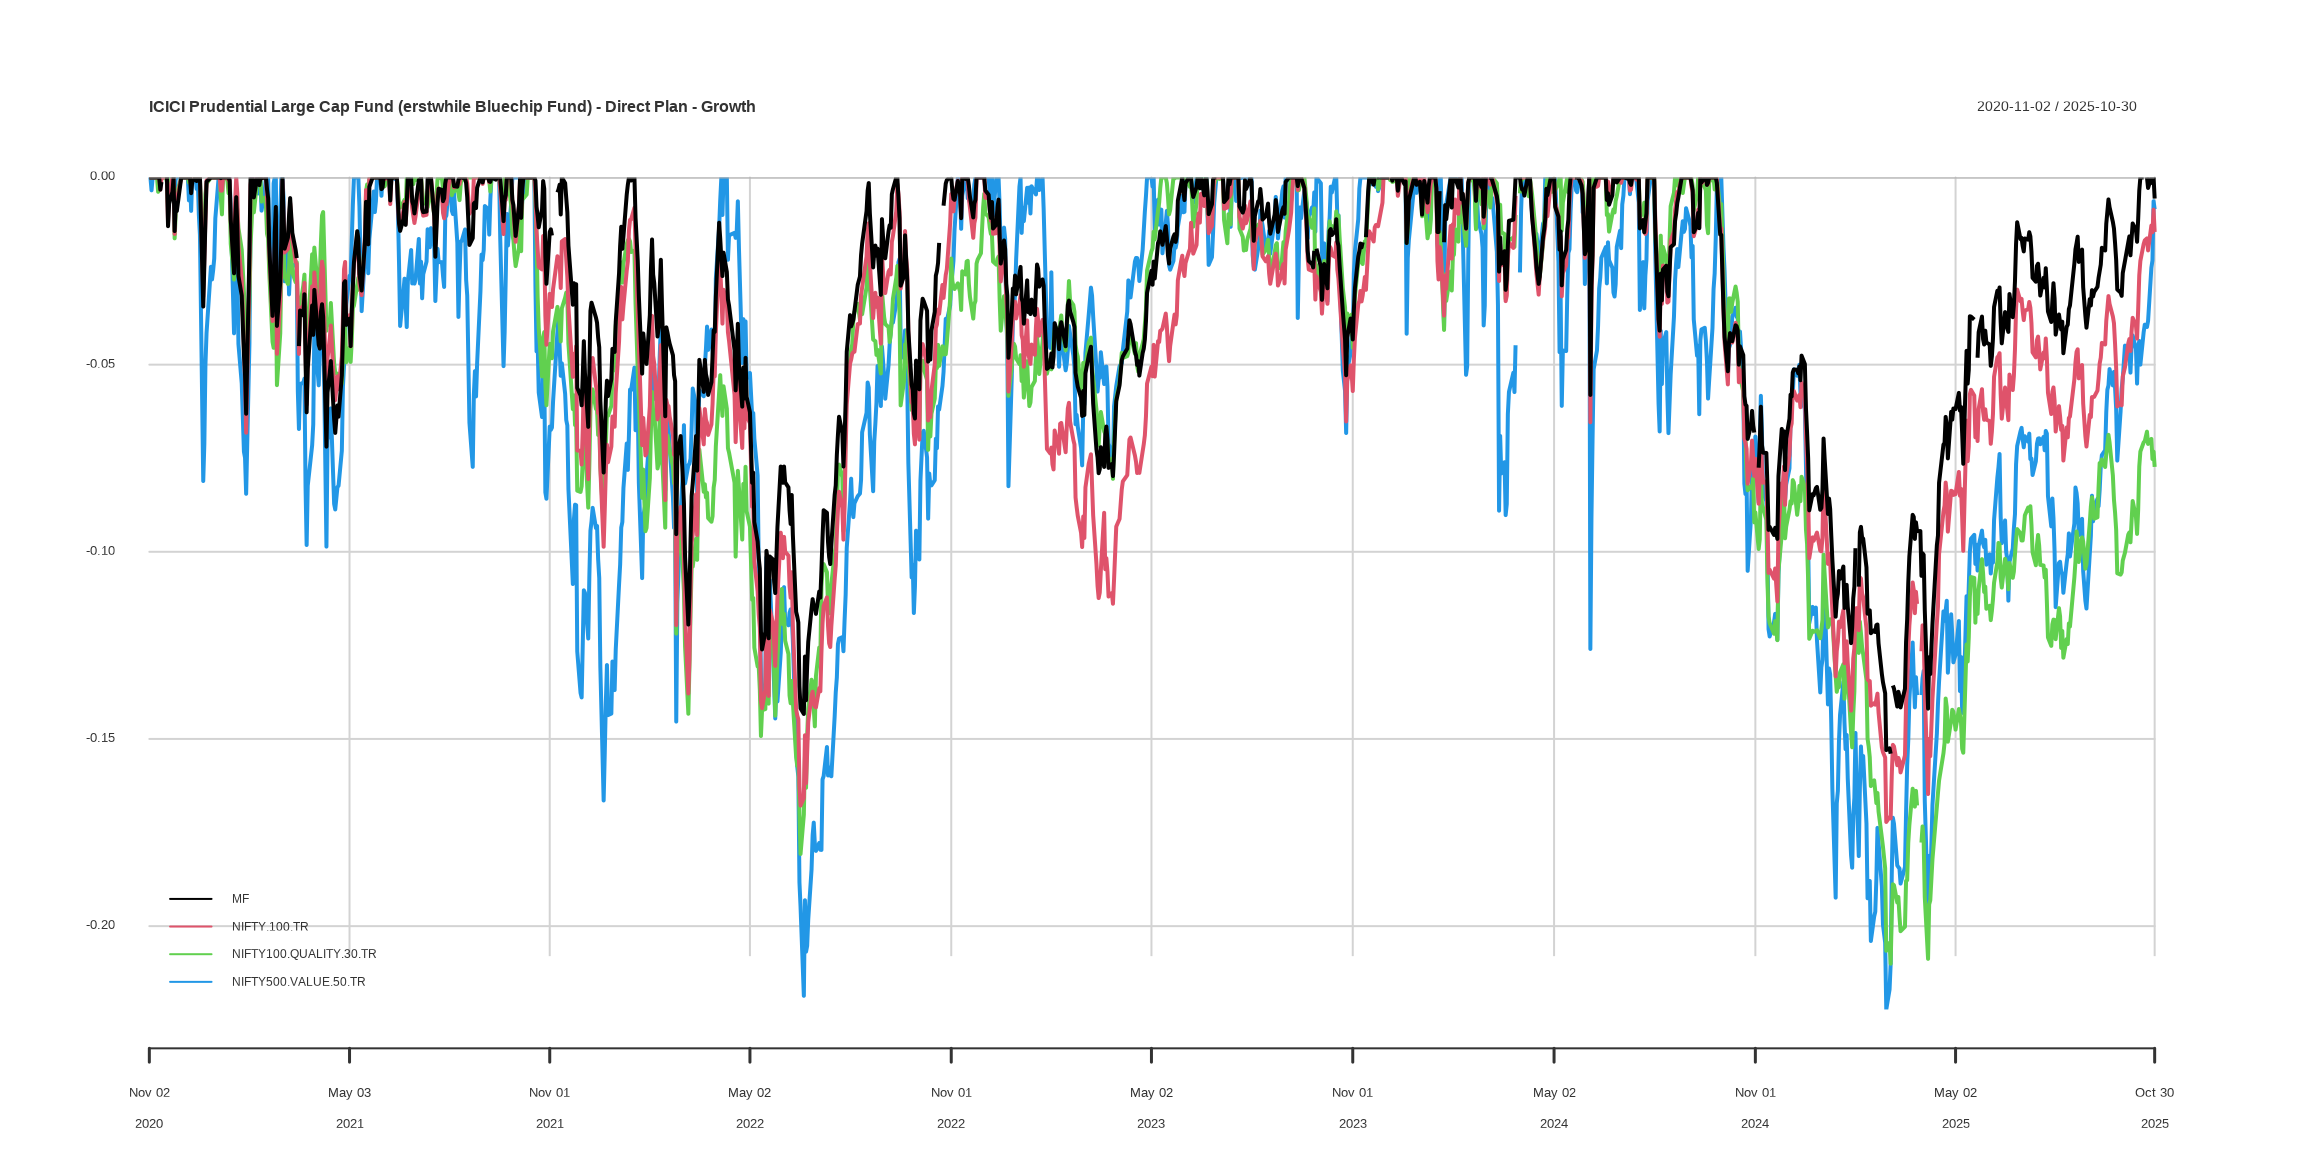 ICICI Prudential Large Cap Fund (erstwhile Bluechip Fund) - Direct Plan - Growth
2020-11-02 / 2025-10-30
0.00
-0.05
-0.10
-0.15
-0.20
MF
NIFTY.100.TR
NIFTY100.QUALITY.30.TR
NIFTY500.VALUE.50.TR
Nov 02 May 03 Nov 01 May 02 Nov 01 May 02 Nov 01 May 02 Nov 01 May 02 Oct 30
2020 2021 2021 2022 2022 2023 2023 2024 2024 2025 2025